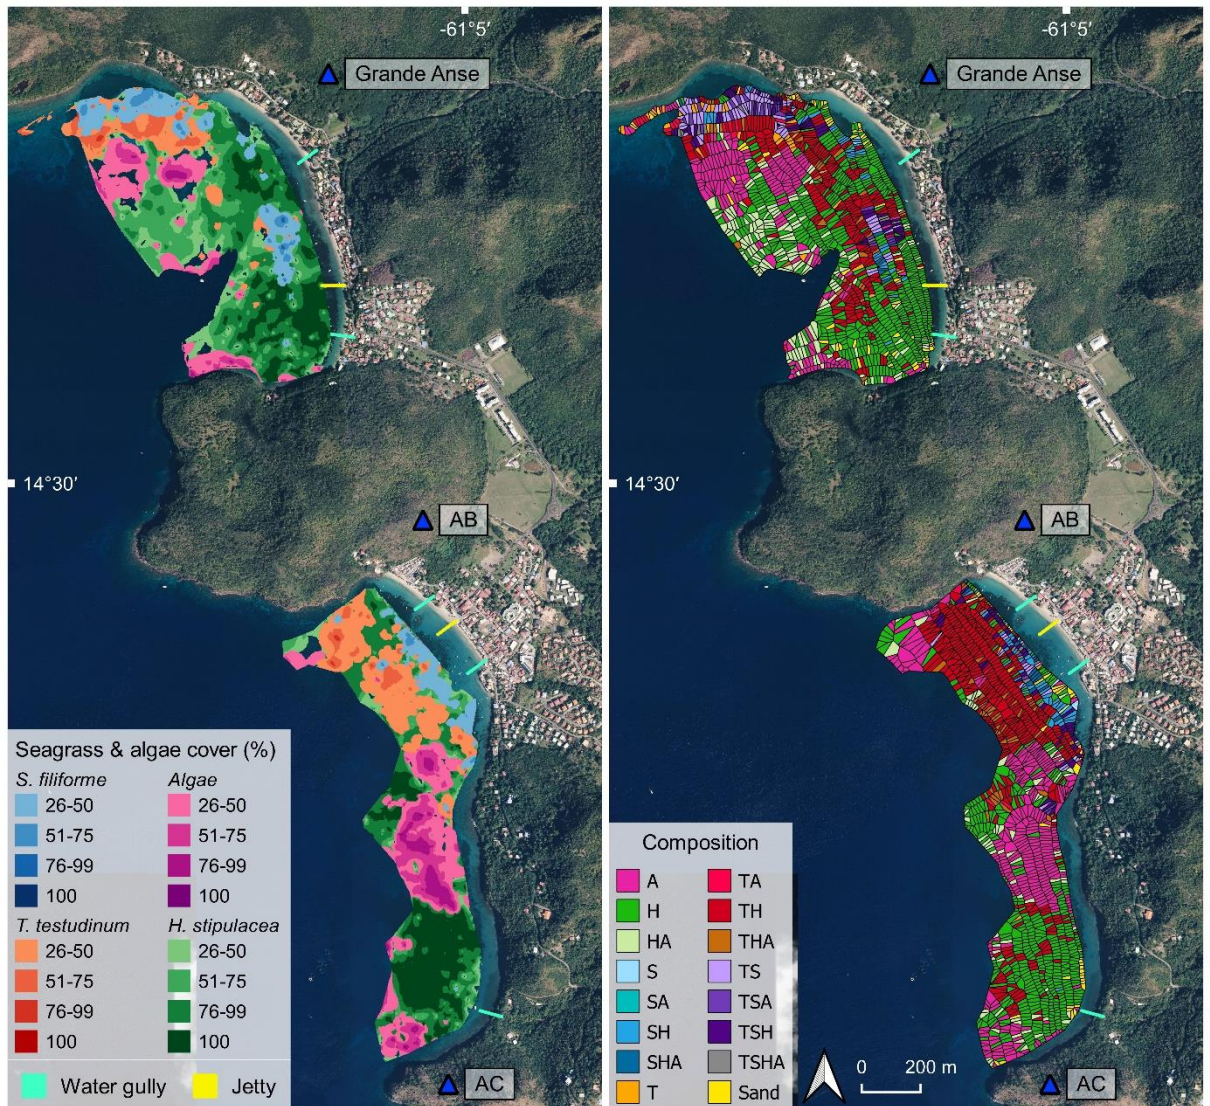 -61°5′
Grande Anse
14°30′
AB
Seagrass & algae cover (%)
S. filiforme
Algae
26-50
26-50
51-75
51-75
76-99
76-99
100
100
T. testudinum
H. stipulacea
26-50
26-50
51-75
51-75
76-99
76-99
100
100
Water gully
Jetty
AC
-61°5′
Grande Anse
AB
Composition
A
TA
H
TH
HA
THA
S
TS
SA
TSA
SH
TSH
SHA
TSHA
T
Sand
0
200 m
AC